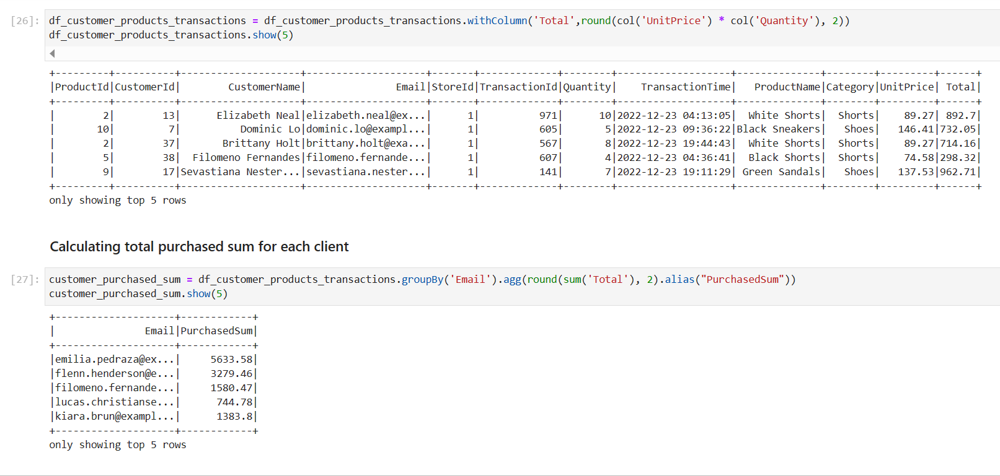 [26]: df_customer_products_transactions = df_customer_products_transactions.withColumn('Total',round(col('UnitPrice') * col('Quantity'), 2))
df_customer_products_transactions.show(5)
+---------+----------+--------------------+--------------------+-------+-------------+--------+-------------------+--------------+--------+---------+------+
|ProductId|CustomerId|        CustomerName|               Email|StoreId|TransactionId|Quantity|    TransactionTime|   ProductName|Category|UnitPrice| Total|
+---------+----------+--------------------+--------------------+-------+-------------+--------+-------------------+--------------+--------+---------+------+
|        2|        13|      Elizabeth Neal|elizabeth.neal@ex...|      1|          971|      10|2022-12-23 04:13:05|  White Shorts|  Shorts|    89.27| 892.7|
|       10|         7|          Dominic Lo|dominic.lo@exampl...|      1|          605|       5|2022-12-23 09:36:22|Black Sneakers|   Shoes|   146.41|732.05|
|        2|        37|       Brittany Holt|brittany.holt@exa...|      1|          567|       8|2022-12-23 19:44:43|  White Shorts|  Shorts|    89.27|714.16|
|        5|        38|  Filomeno Fernandes|filomeno.fernande...|      1|          607|       4|2022-12-23 04:36:41|  Black Shorts|  Shorts|    74.58|298.32|
|        9|        17|Sevastiana Nester...|sevastiana.nester...|      1|          141|       7|2022-12-23 19:11:29| Green Sandals|   Shoes|   137.53|962.71|
+---------+----------+--------------------+--------------------+-------+-------------+--------+-------------------+--------------+--------+---------+------+
only showing top 5 rows
Calculating total purchased sum for each client
[27]: customer_purchased_sum = df_customer_products_transactions.groupBy('Email').agg(round(sum('Total'), 2).alias("PurchasedSum"))
customer_purchased_sum.show(5)
+--------------------+------------+
|               Email|PurchasedSum|
+--------------------+------------+
|emilia.pedraza@ex...|     5633.58|
|flenn.henderson@e...|     3279.46|
|filomeno.fernande...|     1580.47|
|lucas.christianse...|      744.78|
|kiara.brun@exampl...|      1383.8|
+--------------------+------------+
only showing top 5 rows